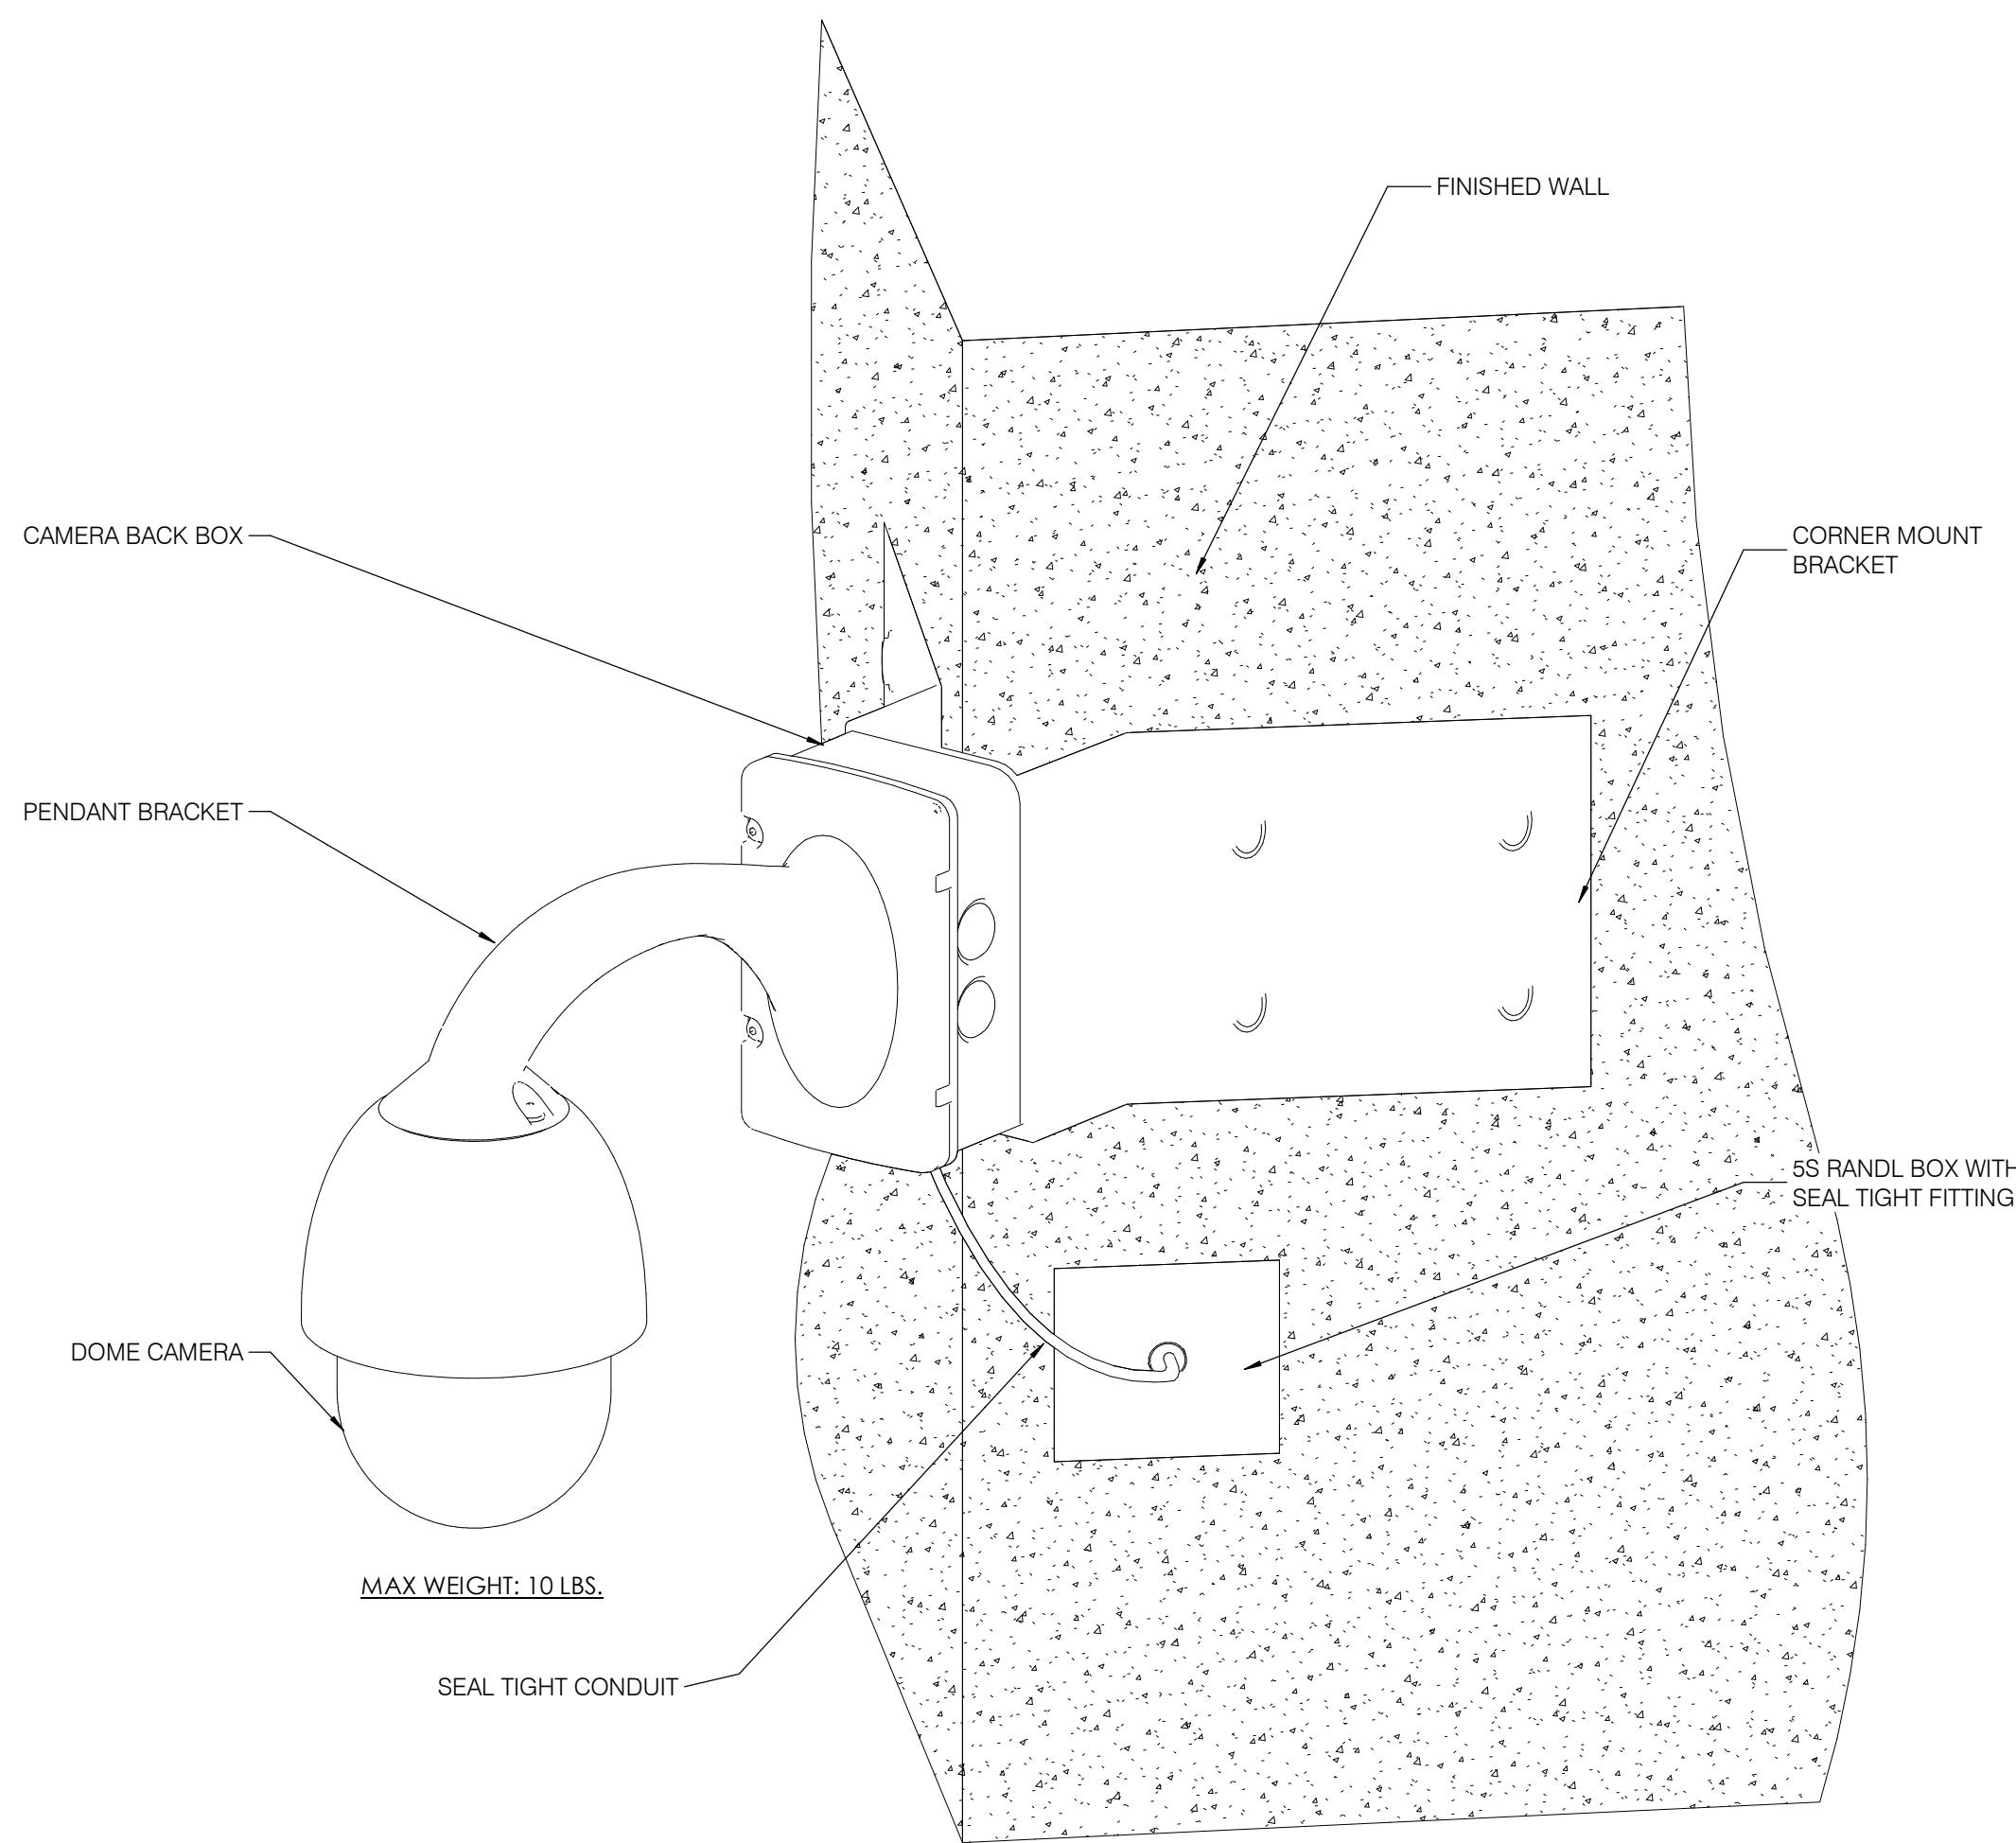 FINISHED WALL
CAMERA BACK BOX
CORNER MOUNT
BRACKET
PENDANT BRACKET
5S RANDL BOX WITH
SEAL TIGHT FITTING
DOME CAMERA
MAX WEIGHT: 10 LBS.
SEAL TIGHT CONDUIT